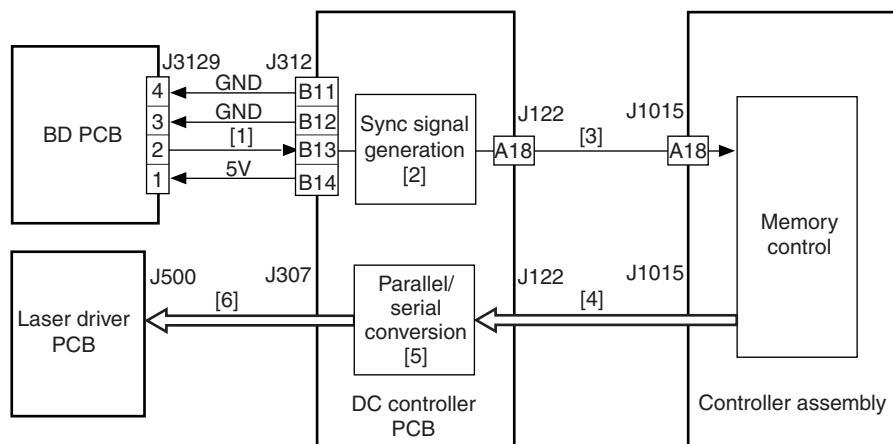 J3129
J312
4
GND
B11
3
GND
B12
2
[1]
B13
1
5V
B14
BD PCB
Sync signal
generation
[2]
J122
A18
[3]
J1015
A18
Memory
control
Laser driver
PCB
J500
[6]
J307
Parallel/
serial
conversion
[5]
J122
[4]
J1015
DC controller
PCB
Controller assembly